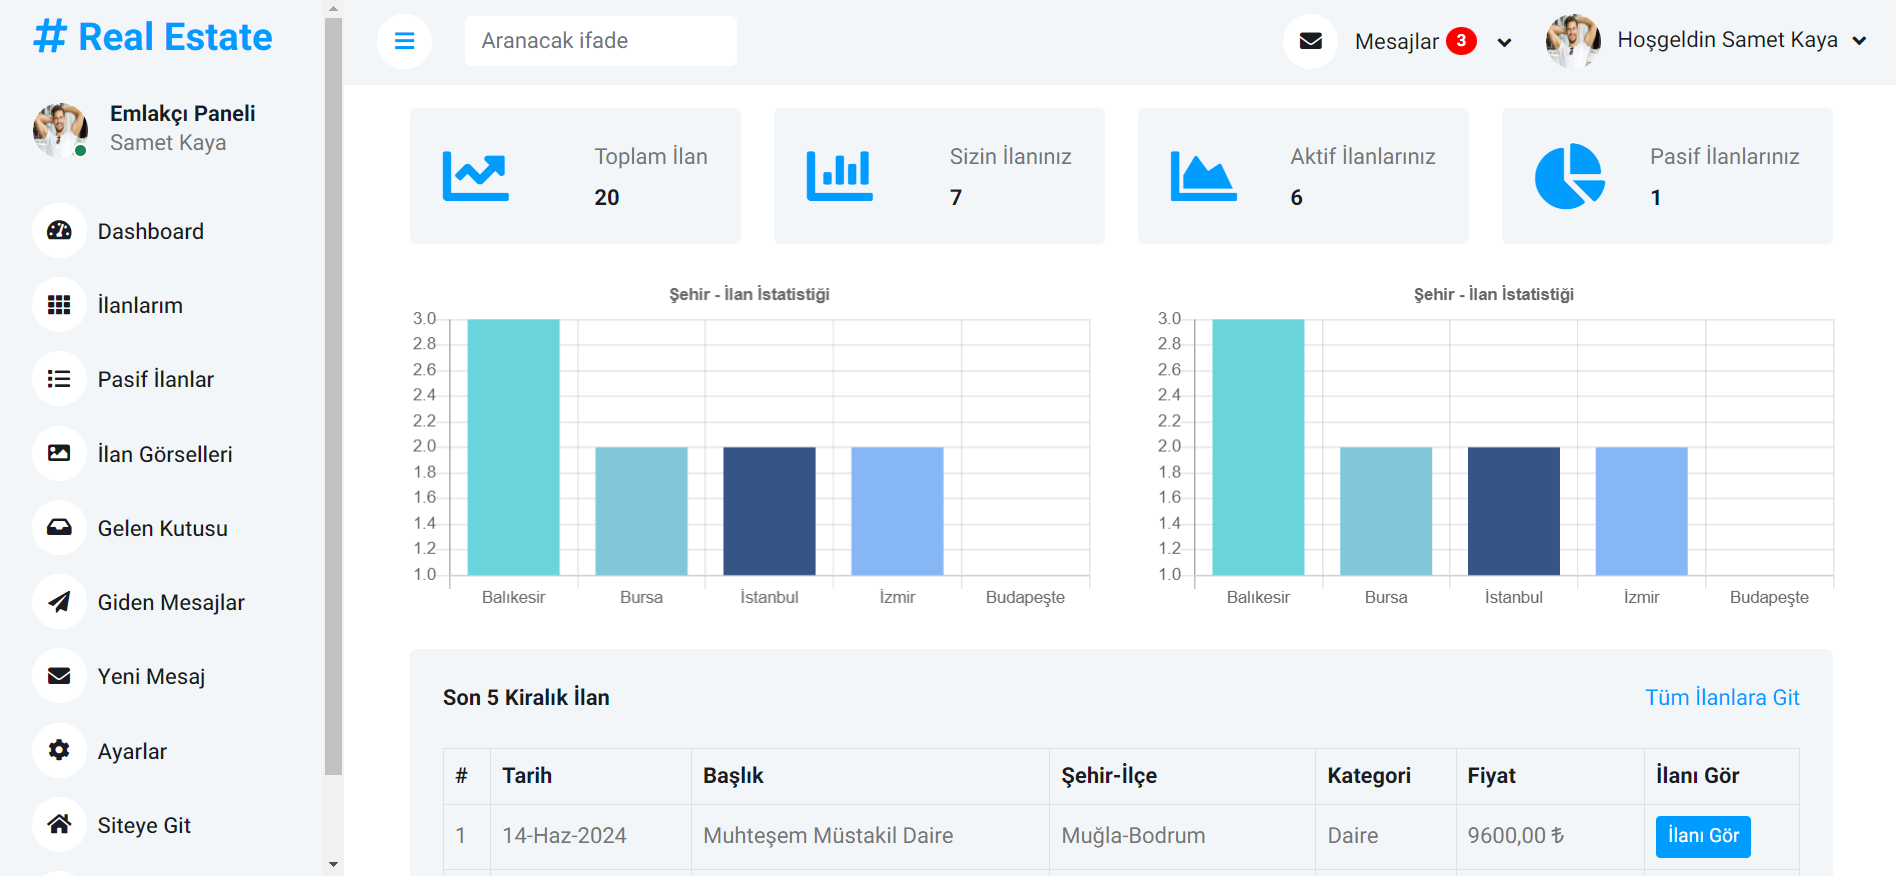 # Real Estate
Emlakçı Paneli
Samet Kaya
Dashboard
İlanlarım
Pasif İlanlar
İlan Görselleri
Gelen Kutusu
Giden Mesajlar
Yeni Mesaj
Ayarlar
Siteye Git
Aranacak ifade
Mesajlar 3
Hoşgeldin Samet Kaya
Toplam İlan
20
Sizin İlanınız
7
Aktif İlanlarınız
6
Pasif İlanlarınız
1
Şehir - İlan İstatistiği
3.0
2.8
2.6
2.4
2.2
2.0
1.8
1.6
1.4
1.2
1.0
Balıkesir Bursa İstanbul İzmir Budapeşte
Şehir - İlan İstatistiği
3.0
2.8
2.6
2.4
2.2
2.0
1.8
1.6
1.4
1.2
1.0
Balıkesir Bursa İstanbul İzmir Budapeşte
Son 5 Kiralık İlan
Tüm İlanlara Git
# Tarih Başlık Şehir-İlçe Kategori Fiyat İlanı Gör
1 14-Haz-2024 Muhteşem Müstakil Daire Muğla-Bodrum Daire 9600,00 ₺ İlanı Gör